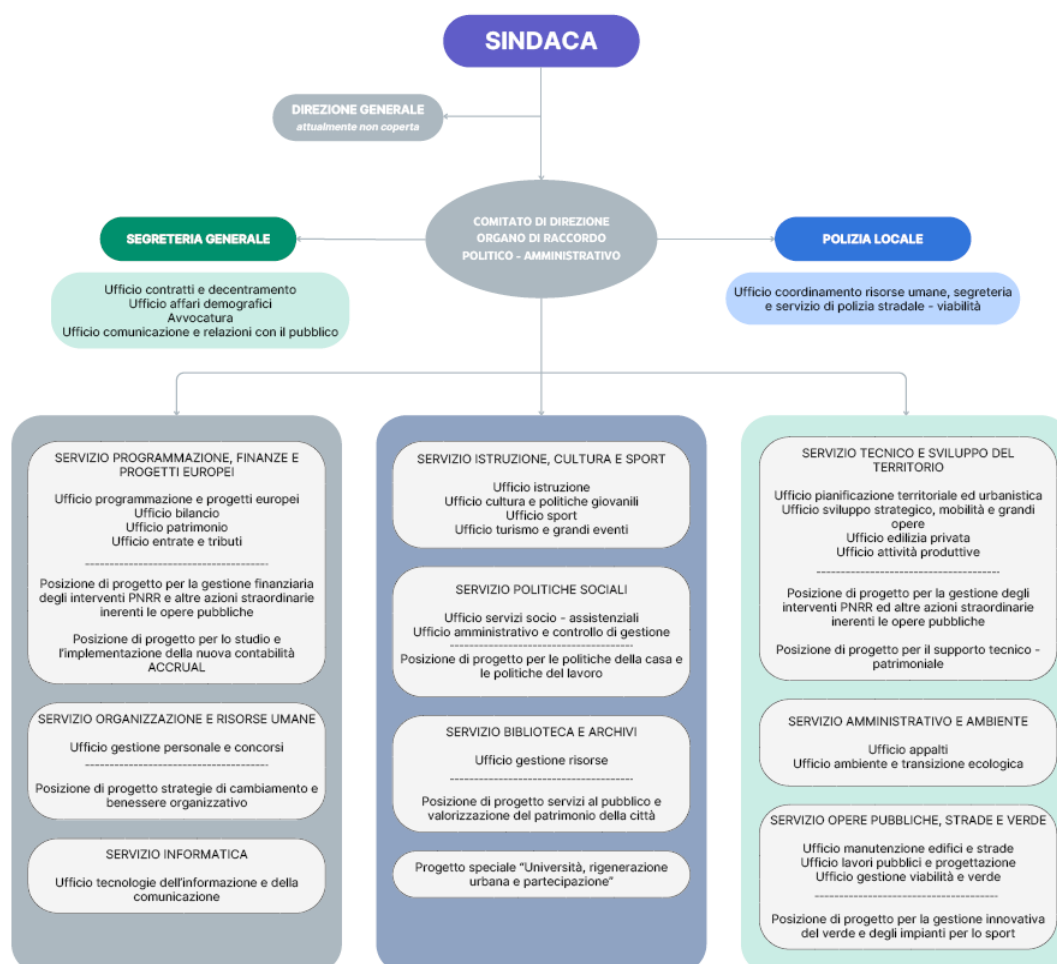 SINDACA
DIREZIONE GENERALE
attualmente non coperta
COMITATO DI DIREZIONE
ORGANO DI RACCORDO
POLITICO - AMMINISTRATIVO
SEGRETERIA GENERALE
Ufficio contratti e decentramento
Ufficio affari demografici
Avvocatura
Ufficio comunicazione e relazioni con il pubblico
POLIZIA LOCALE
Ufficio coordinamento risorse umane, segreteria
e servizio di polizia stradale - viabilità
SERVIZIO PROGRAMMAZIONE, FINANZE E
PROGETTI EUROPEI
Ufficio programmazione e progetti europei
Ufficio bilancio
Ufficio patrimonio
Ufficio entrate e tributi
Posizione di progetto per la gestione finanziaria
degli interventi PNRR e altre azioni straordinarie
inerenti le opere pubbliche
Posizione di progetto per lo studio e
l'implementazione della nuova contabilità
ACCRUAL
SERVIZIO ORGANIZZAZIONE E RISORSE UMANE
Ufficio gestione personale e concorsi
Posizione di progetto strategie di cambiamento e
benessere organizzativo
SERVIZIO INFORMATICA
Ufficio tecnologie dell'informazione e della
comunicazione
SERVIZIO ISTRUZIONE, CULTURA E SPORT
Ufficio istruzione
Ufficio cultura e politiche giovanili
Ufficio sport
Ufficio turismo e grandi eventi
SERVIZIO POLITICHE SOCIALI
Ufficio servizi socio - assistenziali
Ufficio amministrativo e controllo di gestione
Posizione di progetto per le politiche della casa e
le politiche del lavoro
SERVIZIO BIBLIOTECA E ARCHIVI
Ufficio gestione risorse
Posizione di progetto servizi al pubblico e
valorizzazione del patrimonio della città
Progetto speciale "Università, rigenerazione
urbana e partecipazione"
SERVIZIO TECNICO E SVILUPPO DEL
TERRITORIO
Ufficio pianificazione territoriale ed urbanistica
Ufficio sviluppo strategico, mobilità e grandi
opere
Ufficio edilizia privata
Ufficio attività produttive
Posizione di progetto per la gestione degli
interventi PNRR ed altre azioni straordinarie
inerenti le opere pubbliche
Posizione di progetto per il supporto tecnico -
patrimoniale
SERVIZIO AMMINISTRATIVO E AMBIENTE
Ufficio appalti
Ufficio ambiente e transizione ecologica
SERVIZIO OPERE PUBBLICHE, STRADE E VERDE
Ufficio manutenzione edifici e strade
Ufficio lavori pubblici e progettazione
Ufficio gestione viabilità e verde
Posizione di progetto per la gestione innovativa
del verde e degli impianti per lo sport